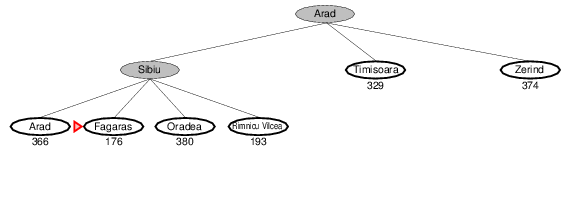 Arad
Sibiu
Timisoara
Zerind
329
374
Arad
Fagaras
Oradea
Rimnicu Vilcea
366
176
380
193